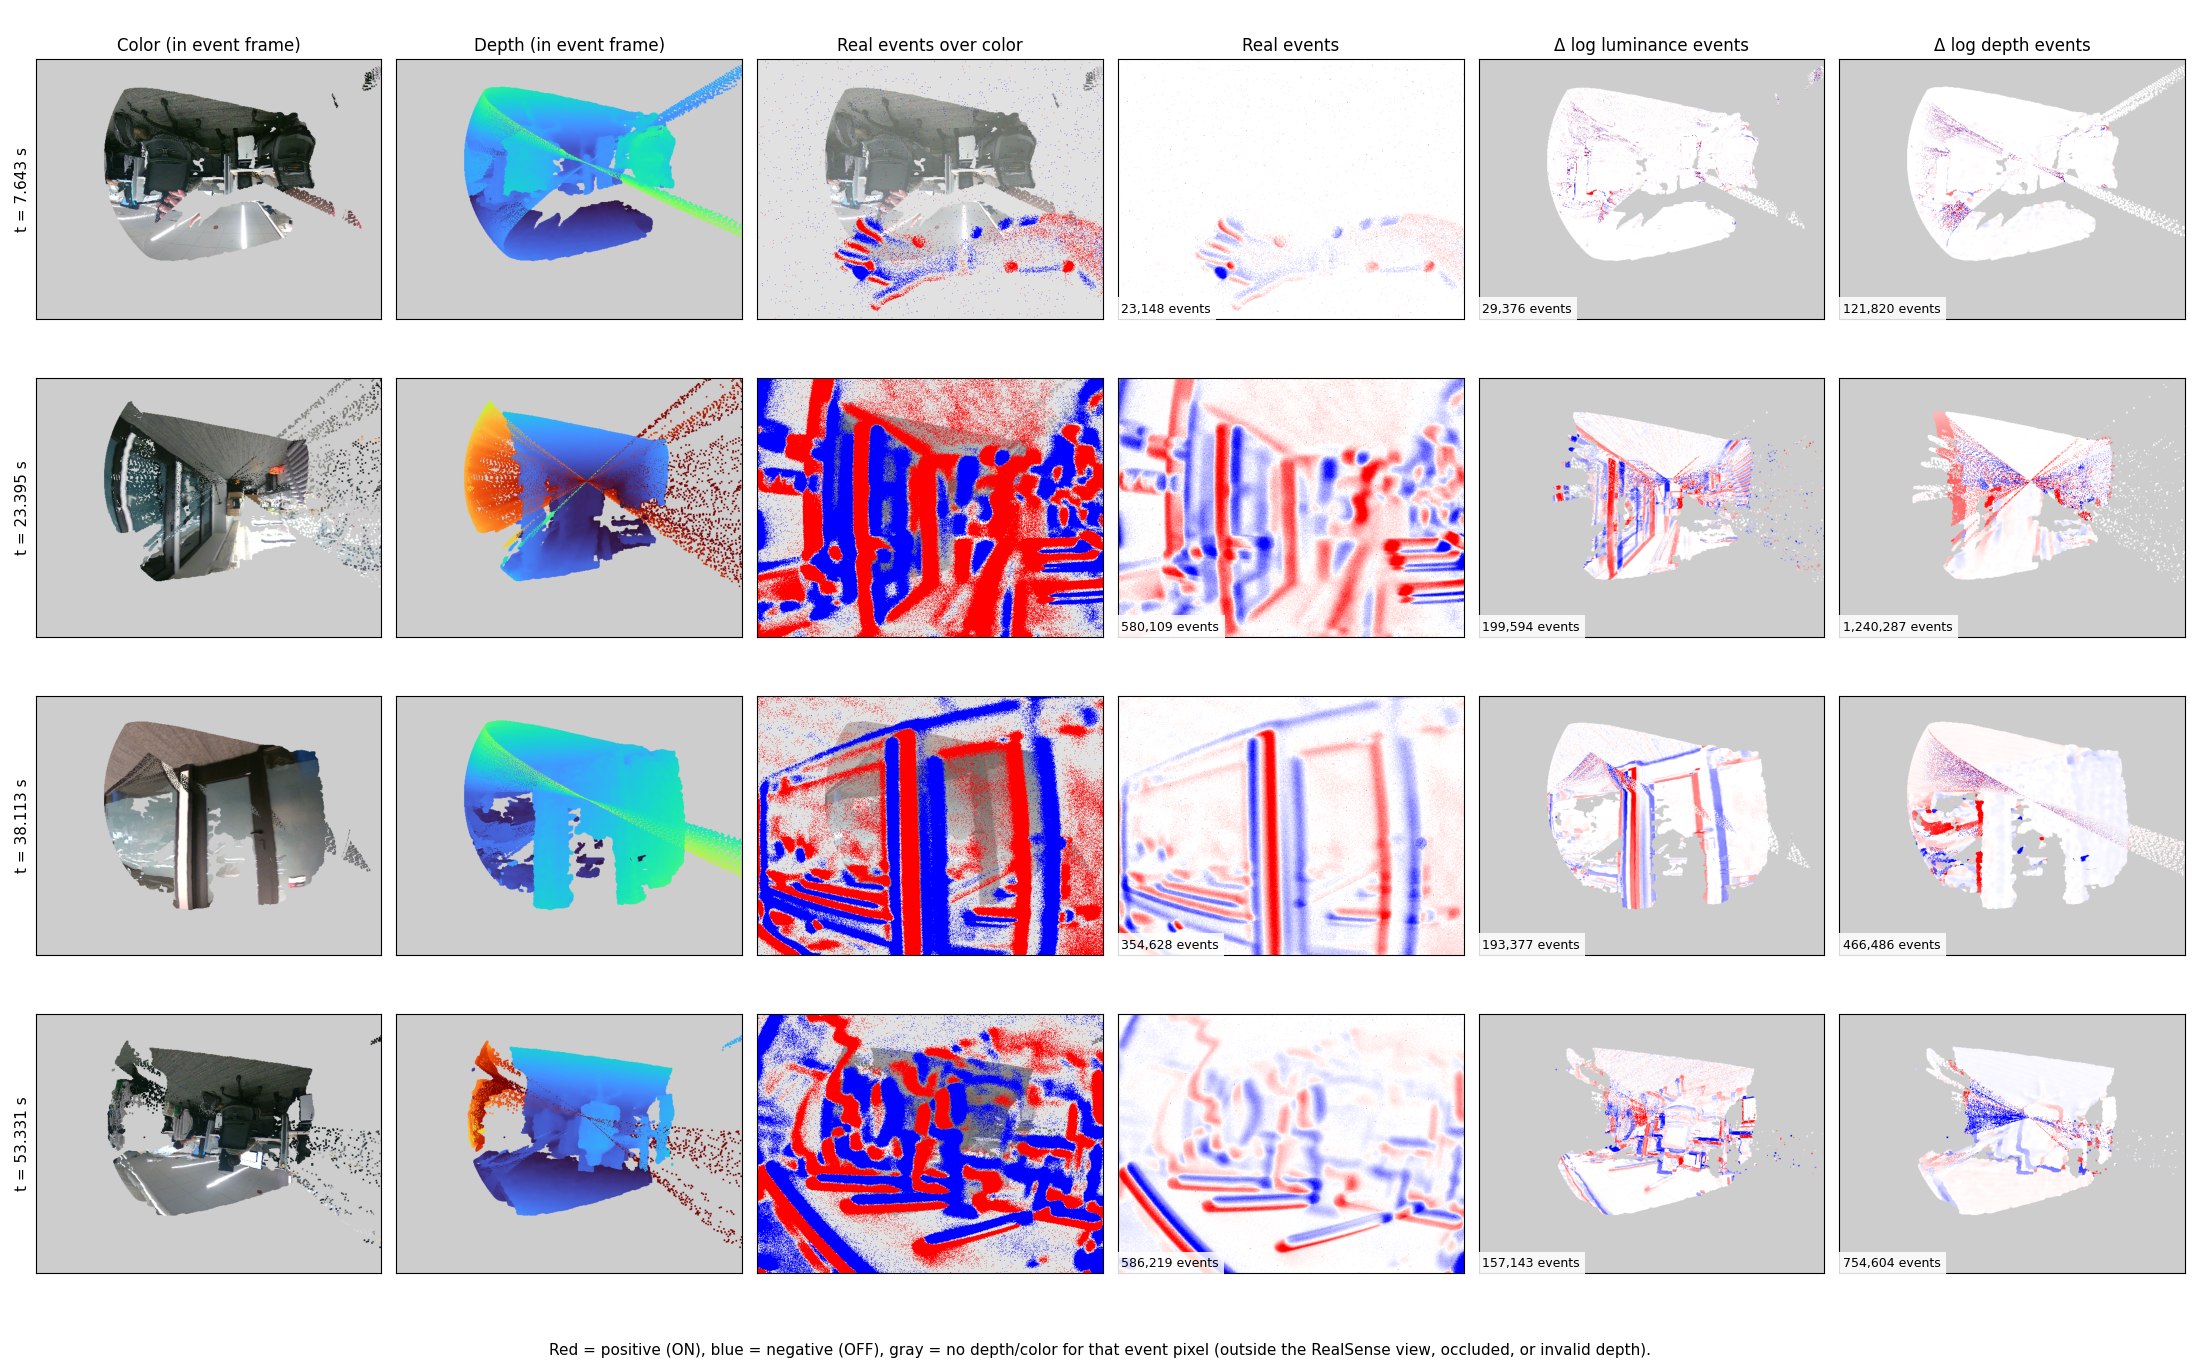 Color (in event frame)
Depth (in event frame)
Real events over color
Real events
Δ log luminance events
Δ log depth events
t = 7.643 s
23,148 events
29,376 events
121,820 events
t = 23.395 s
580,109 events
199,594 events
1,240,287 events
t = 38.113 s
354,628 events
193,377 events
466,486 events
t = 53.331 s
586,219 events
157,143 events
754,604 events
Red = positive (ON), blue = negative (OFF), gray = no depth/color for that event pixel (outside the RealSense view, occluded, or invalid depth).